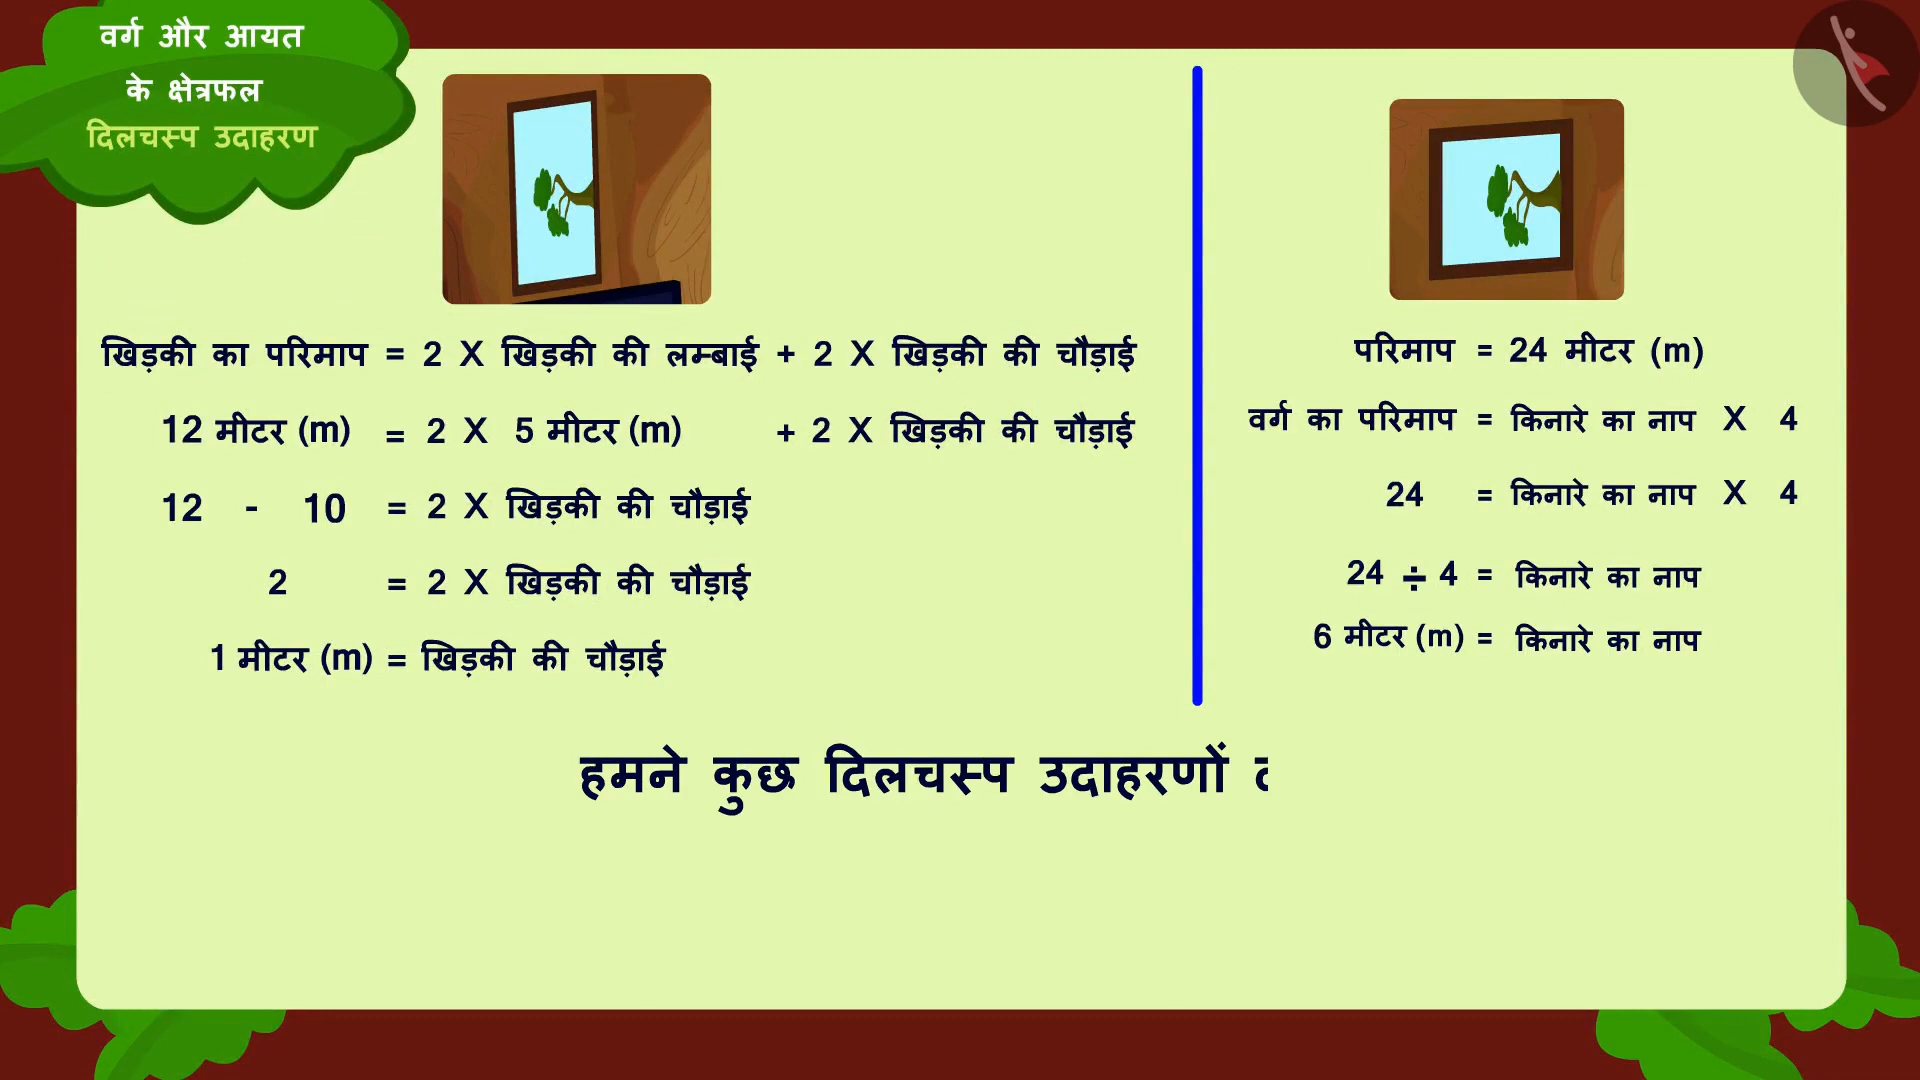 वर्ग और आयत
के क्षेत्रफल
दिलचस्प उदाहरण
खिड़की का परिमाप = 2 X खिड़की की लम्बाई + 2 X खिड़की की चौड़ाई
12 मीटर (m) = 2 X 5 मीटर (m) + 2 X खिड़की की चौड़ाई
12 - 10 = 2 X खिड़की की चौड़ाई
2 = 2 X खिड़की की चौड़ाई
1 मीटर (m) = खिड़की की चौड़ाई
परिमाप = 24 मीटर (m)
वर्ग का परिमाप = किनारे का नाप X 4
24 = किनारे का नाप X 4
24 ÷ 4 = किनारे का नाप
6 मीटर (m) = किनारे का नाप
हमने कुछ दिलचस्प उदाहरणों